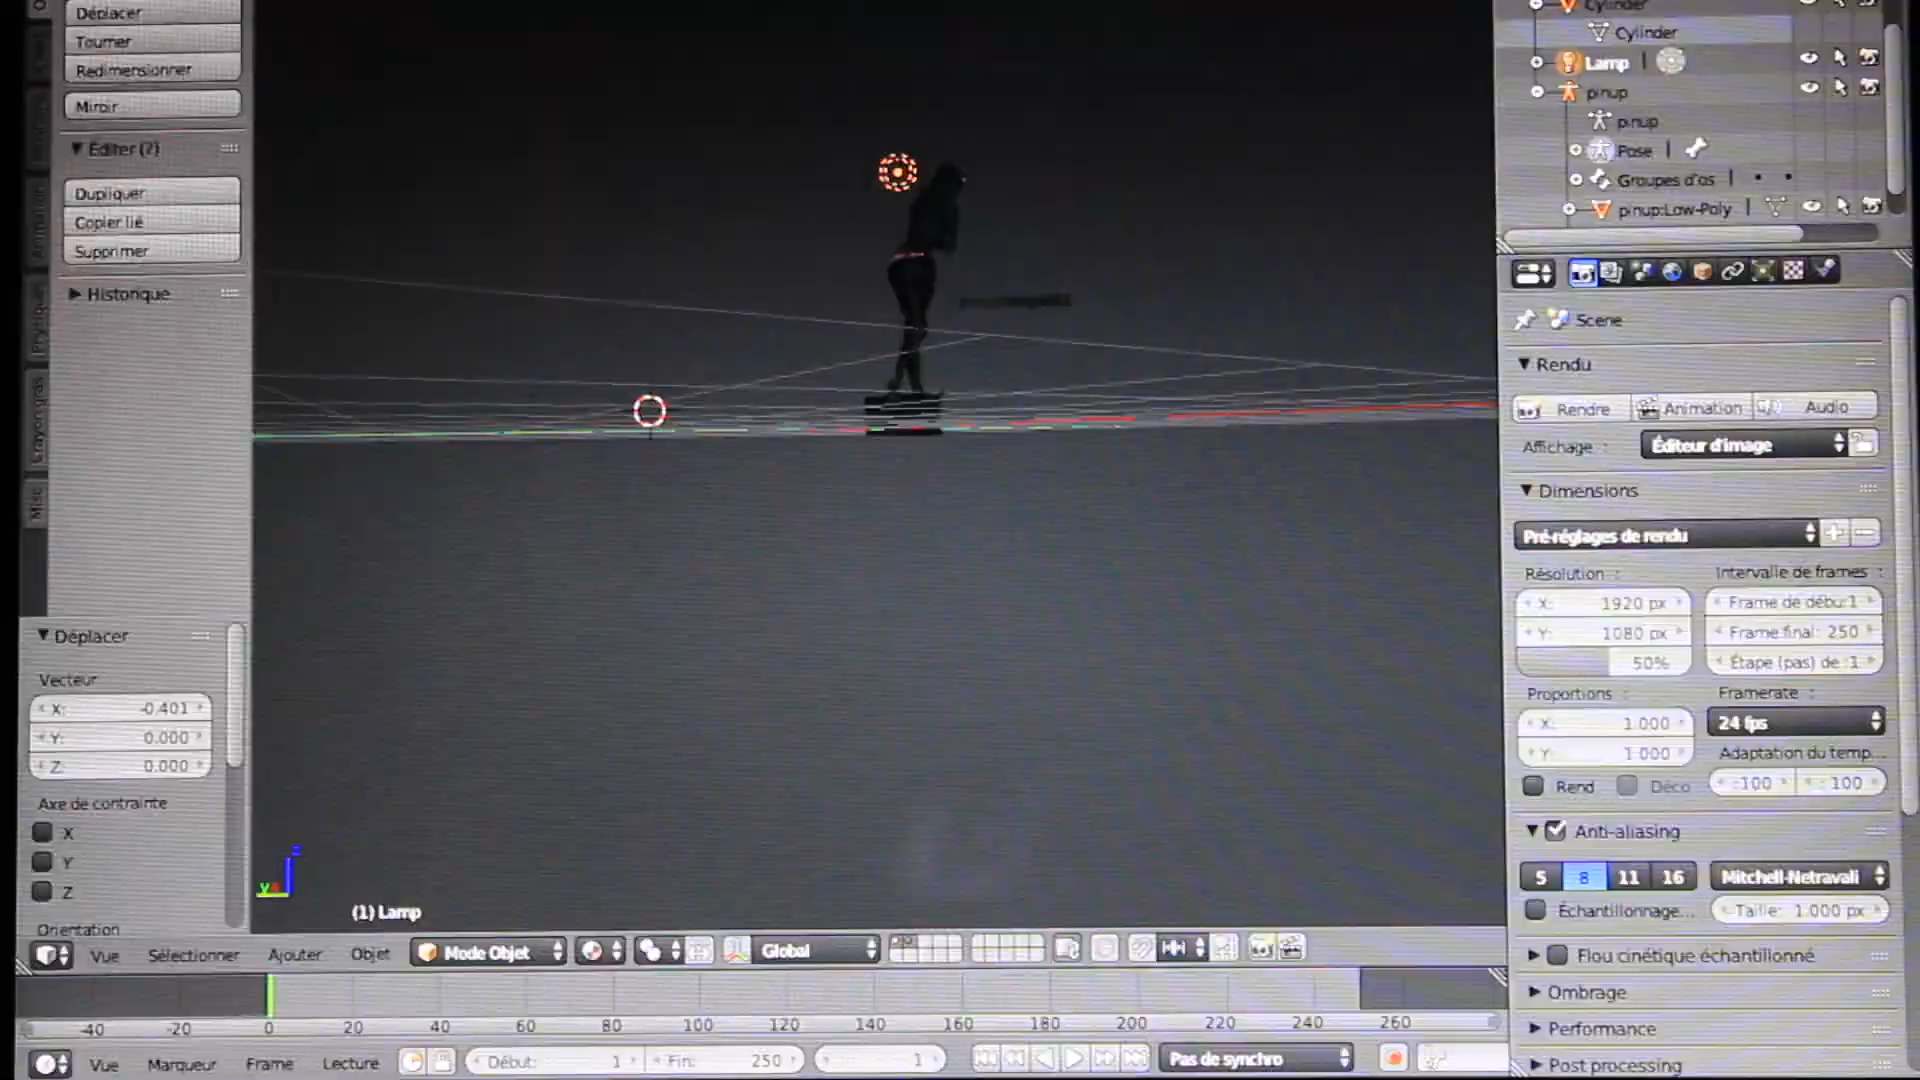 Déplacer
Tourner
Redimensionner
Miroir
Éditer (?)
Dupliquer
Copier lié
Supprimer
Historique
Animation
Physiques
Crayon gras
Misc
Déplacer
Vecteur
X: -0.401
Y: 0.000
Z: 0.000
Axe de contrainte
X
Y
Z
Orientation
(1) Lamp
Vue Sélectionner Ajouter Objet Mode Objet Global
-40 -20 0 20 40 60 80 100 120 140 160 180 200 220 240 260
Vue Marqueur Frame Lecture Début: 1 Fin: 250 1 Pas de synchro
Cylinder
Cylinder
Lamp
pinup
pinup
Pose
Groupes d'os
pinup:Low-Poly
Scene
Rendu
Rendre Animation Audio
Affichage : Éditeur d'image
Dimensions
Pré-réglages de rendu
Résolution : Intervalle de frames :
X: 1920 px Frame de débu:1
Y: 1080 px Frame final: 250
50% Étape (pas) de :1
Proportions : Framerate :
X: 1.000 24 fps
Y: 1.000 Adaptation du temp...
Rend Déco :100 : 100
Anti-aliasing
5 8 11 16 Mitchell-Netravali
Échantillonnage... Taille: 1.000 px
Flou cinétique échantillonné
Ombrage
Performance
Post processing